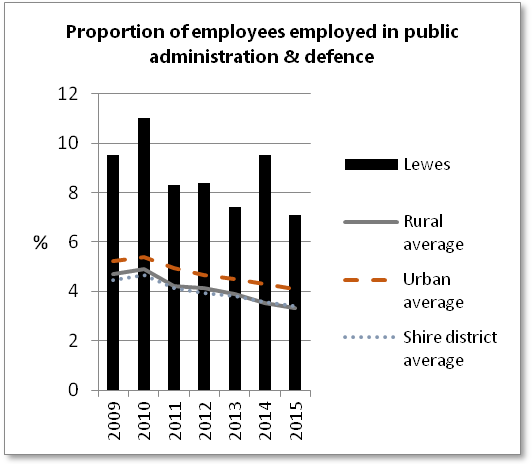 Proportion of employees employed in public
administration & defence
12
10
8
6
4
2
0
%
2009
2010
2011
2012
2013
2014
2015
Lewes
Rural
average
Urban
average
Shire district
average